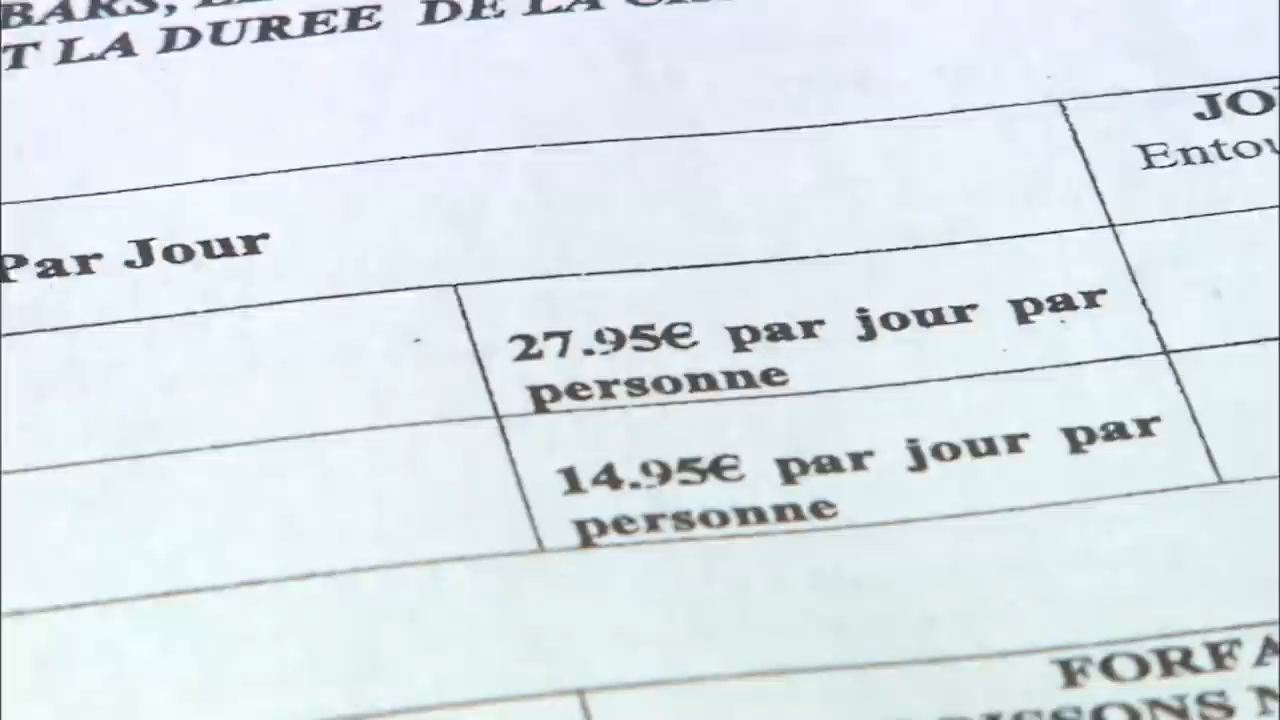 BARS,
T LA DUREE DE LA
JO
Entou
Par Jour
27.95€ par jour par
personne
14.95€ par jour par
personne
FORFA